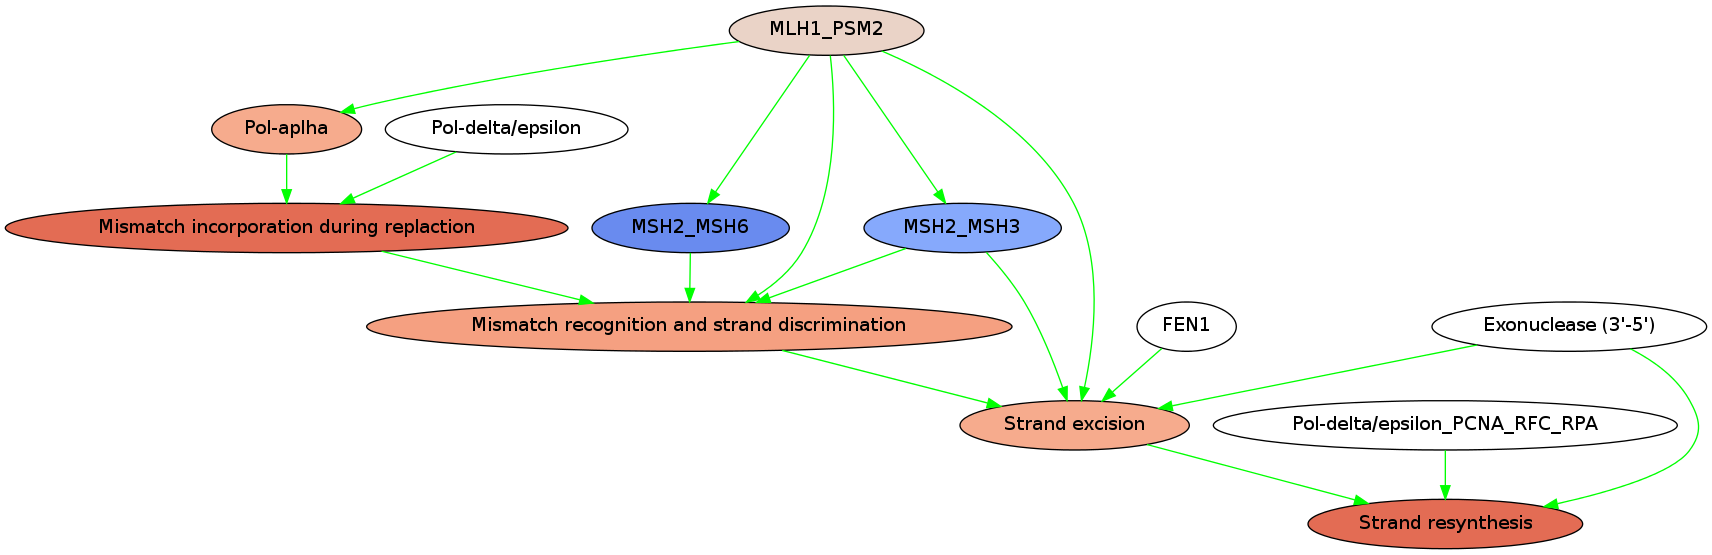 MLH1_PSM2
Pol-aplha
Pol-delta/epsilon
Mismatch incorporation during replaction
MSH2_MSH6
MSH2_MSH3
Mismatch recognition and strand discrimination
FEN1
Exonuclease (3'-5')
Strand excision
Pol-delta/epsilon_PCNA_RFC_RPA
Strand resynthesis